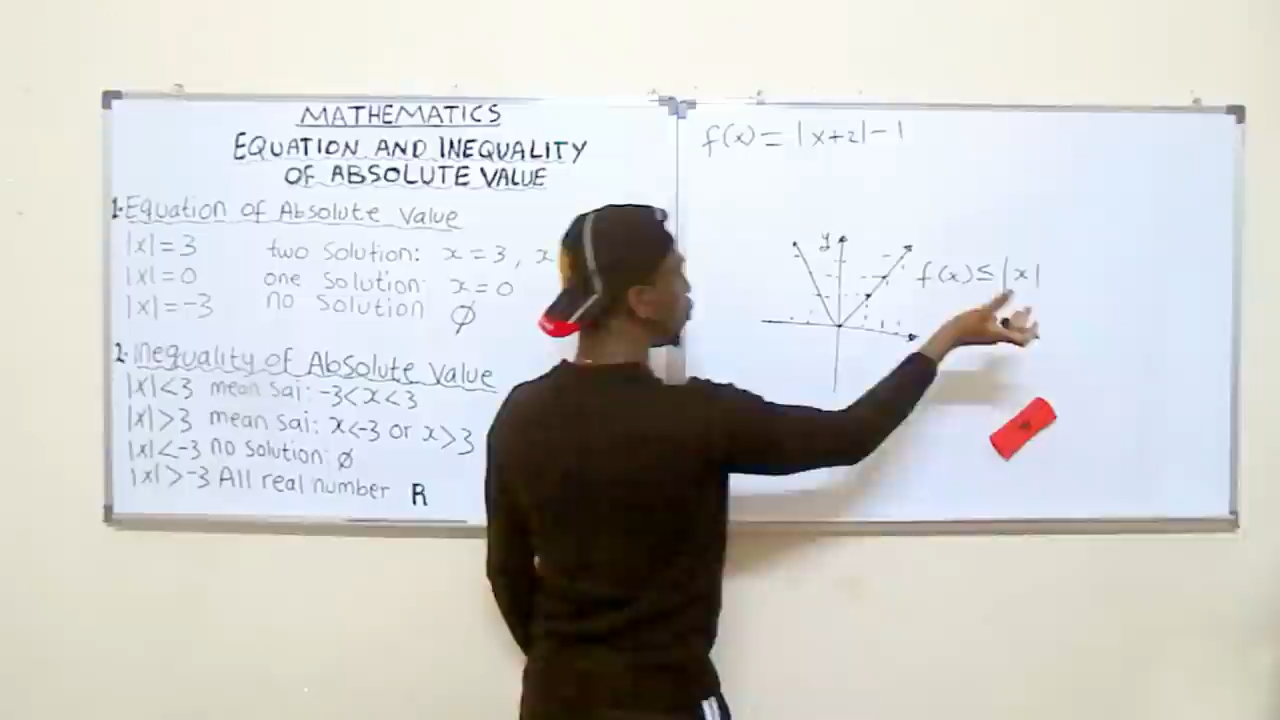 MATHEMATICS
EQUATION AND INEQUALITY
OF ABSOLUTE VALUE
1. Equation of Absolute Value
|x|=3 two solution: x=3, x
|x|=0 one solution: x=0
|x|=-3 no solution ∅
2. Inequality of Absolute Value
|x|<3 mean sai: -3<x<3
|x|>3 mean sai: x<-3 or x>3
|x|<-3 no solution: ∅
|x|>-3 All real number R
f(x)=|x+2|-1
y
f(x)≤|x|